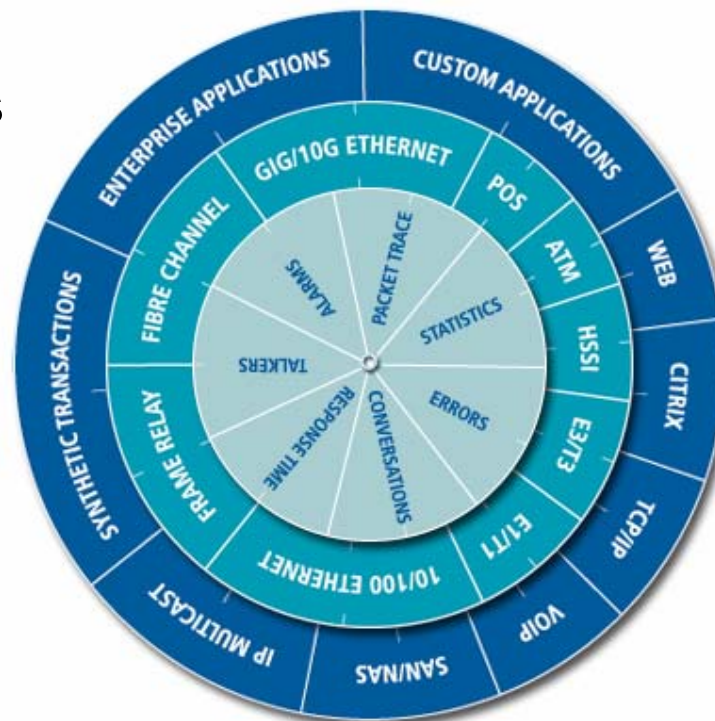 ENTERPRISE APPLICATIONS
CUSTOM APPLICATIONS
WEB
CITRIX
TCP/IP
VOIP
SAN/NAS
IP MULTICAST
SYNTHETIC TRANSACTIONS
GIG/10G ETHERNET
POS
ATM
HSSI
E3/T3
E1/T1
10/100 ETHERNET
FRAME RELAY
FIBRE CHANNEL
PACKET TRACE
STATISTICS
ERRORS
CONVERSATIONS
RESPONSE TIME
TALKERS
ALARMS